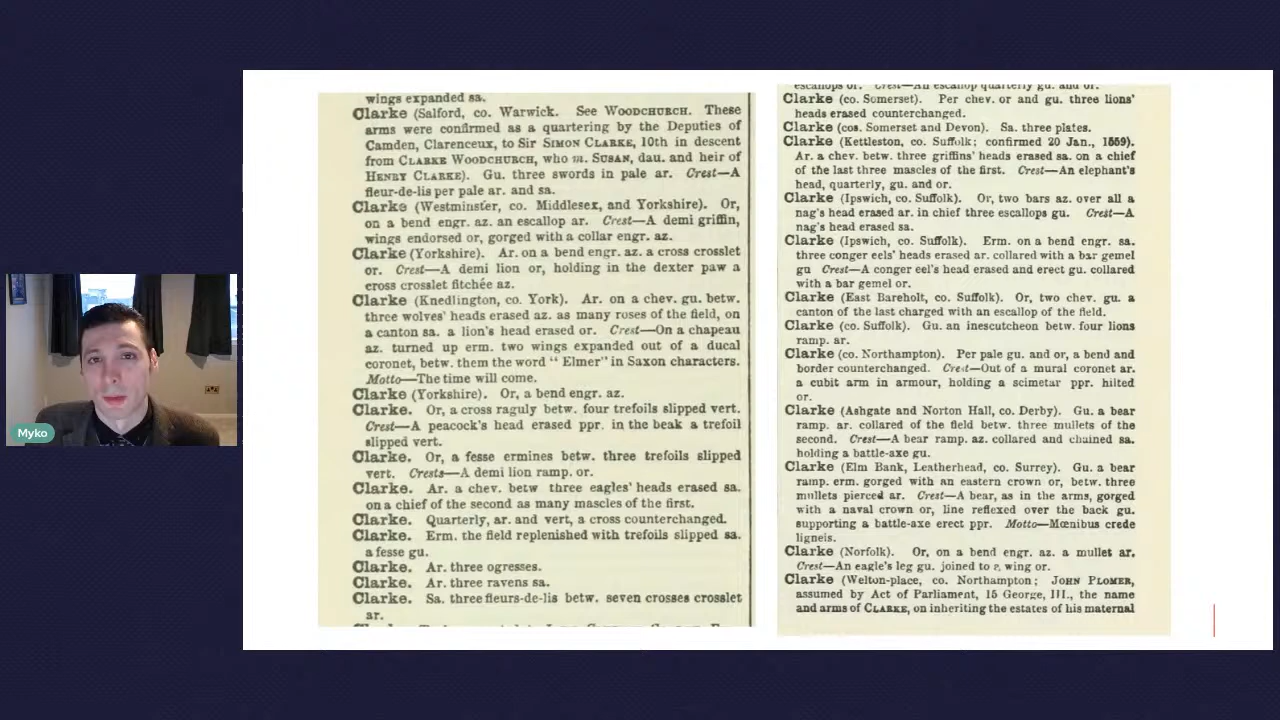 wings expanded sa.
Clarke (Salford, co. Warwick. See WOODCHURCH. These
arms were confirmed as a quartering by the Deputies of
Camden, Clarenceux, to Sir SIMON CLARKE, 10th in descent
from CLARKE WOODCHURCH, who m. SUSAN, dau. and heir of
HENRY CLARKE). Gu. three swords in pale ar. Crest—A
fleur-de-lis per pale ar. and sa.
Clarke (Westminster, co. Middlesex, and Yorkshire). Or,
on a bend engr. az. an escallop ar. Crest—A demi griffin,
wings endorsed or, gorged with a collar engr. az.
Clarke (Yorkshire). Ar. on a bend engr. az. a cross crosslet
or. Crest—A demi lion or, holding in the dexter paw a
cross crosslet fitchée az.
Clarke (Knedlington, co. York). Ar. on a chev. gu. betw.
three wolves' heads erased az. as many roses of the field, on
a canton sa. a lion's head erased or. Crest—On a chapeau
az. turned up erm. two wings expanded out of a ducal
coronet, betw. them the word "Elmer" in Saxon characters.
Motto—The time will come.
Clarke (Yorkshire). Or, a bend engr. az.
Clarke. Or, a cross raguly betw. four trefoils slipped vert.
Crest—A peacock's head erased ppr. in the beak a trefoil
slipped vert.
Clarke. Or, a fesse ermines betw. three trefoils slipped
vert. Crests—A demi lion ramp. or.
Clarke. Ar. a chev. betw three eagles' heads erased sa.
on a chief of the second as many mascles of the first.
Clarke. Quarterly, ar. and vert, a cross counterchanged.
Clarke. Erm. the field replenished with trefoils slipped sa.
a fesse gu.
Clarke. Ar. three ogresses.
Clarke. Ar. three ravens sa.
Clarke. Sa. three fleurs-de-lis betw. seven crosses crosslet
ar.
escallops or. Crest—An escallop quarterly gu. and or.
Clarke (co. Somerset). Per chev. or and gu. three lions'
heads erased counterchanged.
Clarke (cos. Somerset and Devon). Sa. three plates.
Clarke (Kettleston, co. Suffolk; confirmed 20 Jan., 1559).
Ar. a chev. betw. three griffins' heads erased sa. on a chief
of the last three mascles of the first. Crest—An elephant's
head, quarterly, gu. and or.
Clarke (Ipswich, co. Suffolk). Or, two bars az. over all a
nag's head erased ar. in chief three escallops gu. Crest—A
nag's head erased sa.
Clarke (Ipswich, co. Suffolk). Erm. on a bend engr. sa.
three conger eels' heads erased ar. collared with a bar gemel
gu Crest—A conger eel's head erased and erect gu. collared
with a bar gemel or.
Clarke (East Bareholt, co. Suffolk). Or, two chev. gu. a
canton of the last charged with an escallop of the field.
Clarke (co. Suffolk). Gu. an inescutcheon betw. four lions
ramp. ar.
Clarke (co. Northampton). Per pale gu. and or, a bend and
border counterchanged. Crest—Out of a mural coronet ar.
a cubit arm in armour, holding a scimetar ppr. hilted
or.
Clarke (Ashgate and Norton Hall, co. Derby). Gu. a bear
ramp. ar. collared of the field betw. three mullets of the
second. Crest—A bear ramp. az. collared and chained sa.
holding a battle-axe gu.
Clarke (Elm Bank, Leatherhead, co. Surrey). Gu. a bear
ramp. erm. gorged with an eastern crown or, betw. three
mullets pierced ar. Crest—A bear, as in the arms, gorged
with a naval crown or, line reflexed over the back gu.
supporting a battle-axe erect ppr. Motto—Mœnibus crede
ligneis.
Clarke (Norfolk). Or, on a bend engr. az. a mullet ar.
Crest—An eagle's leg gu. joined to a wing or.
Clarke (Welton-place, co. Northampton; JOHN PLOMER,
assumed by Act of Parliament, 15 George, III., the name
and arms of CLARKE, on inheriting the estates of his maternal
Myko